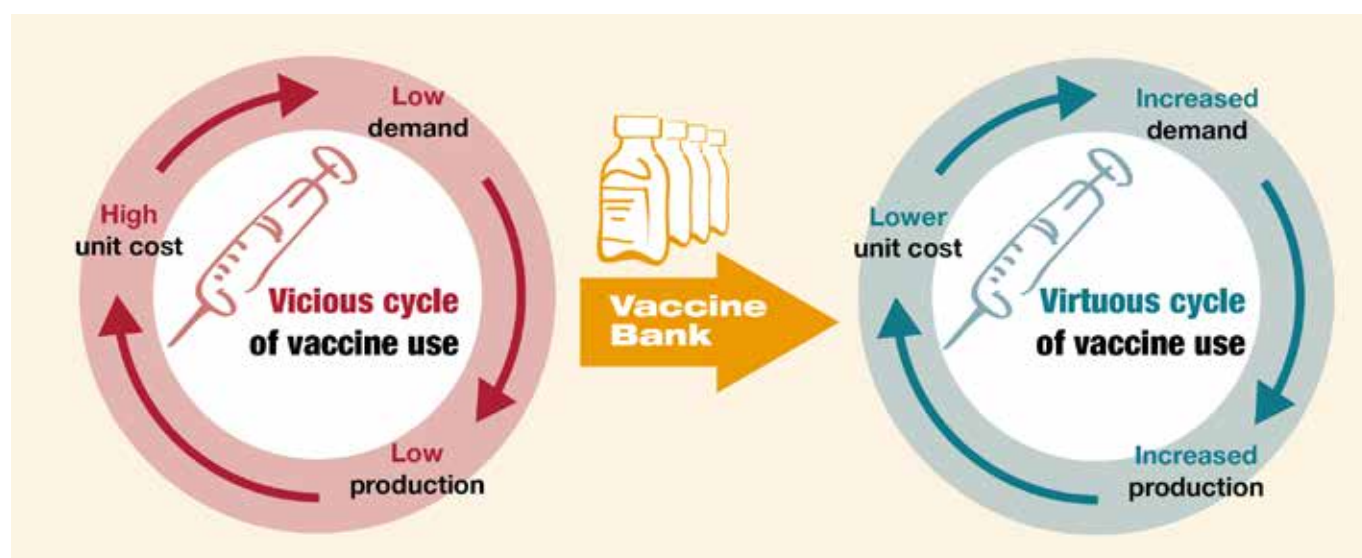 Low
demand
High
unit cost
Vicious cycle
of vaccine use
Low
production
Vaccine
Bank
Increased
demand
Lower
unit cost
Virtuous cycle
of vaccine use
Increased
production